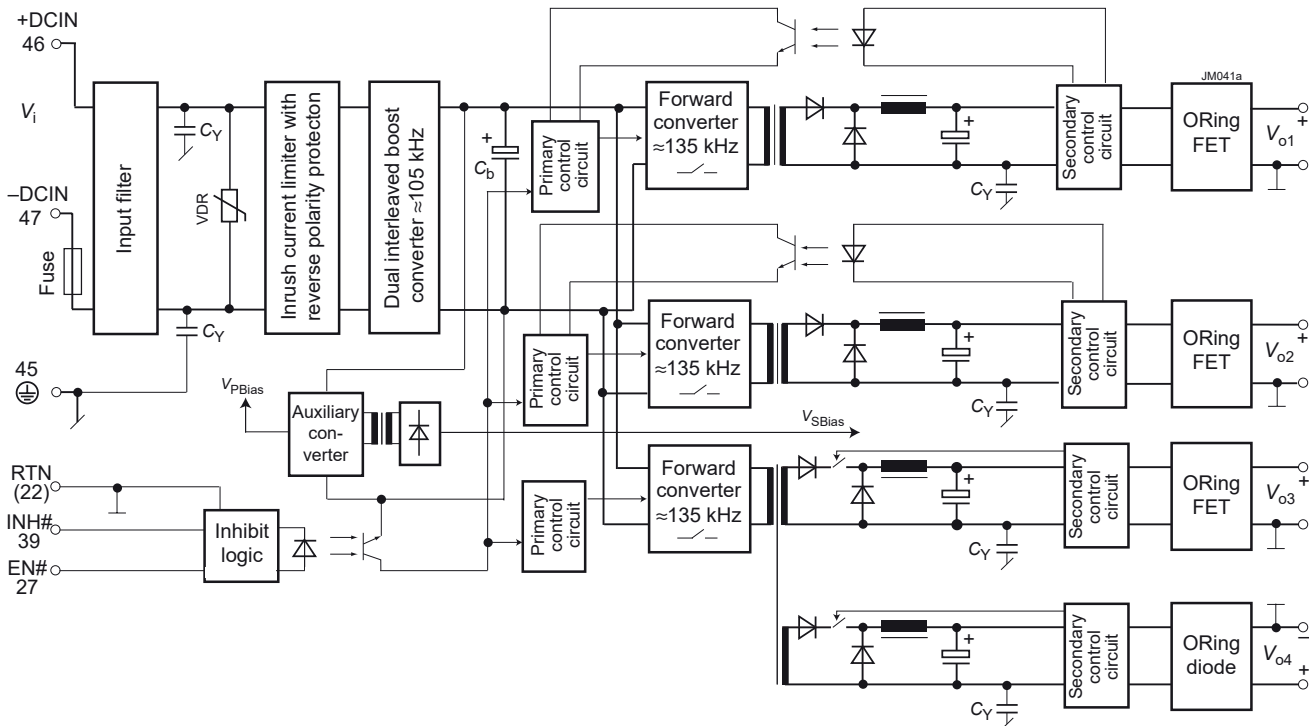 +DCIN
46
Vi
–DCIN
47
Fuse
45
Input filter
CY
VDR
CY
Inrush current limiter with
reverse polarity protecton
Dual interleaved boost
converter ≈105 kHz
+
Cb
Primary
control
circuit
Forward
converter
≈135 kHz
+
CY
Secondary
control
circuit
JM041a
ORing
FET
+
Vo1
–
Primary
control
circuit
Forward
converter
≈135 kHz
+
CY
Secondary
control
circuit
ORing
FET
+
Vo2
–
VPBias
Auxiliary
con-
verter
VSBias
RTN
(22)
INH#
39
EN#
27
Inhibit
logic
Primary
control
circuit
Forward
converter
≈135 kHz
+
CY
Secondary
control
circuit
ORing
FET
+
Vo3
–
+
CY
Secondary
control
circuit
ORing
diode
–
Vo4
+